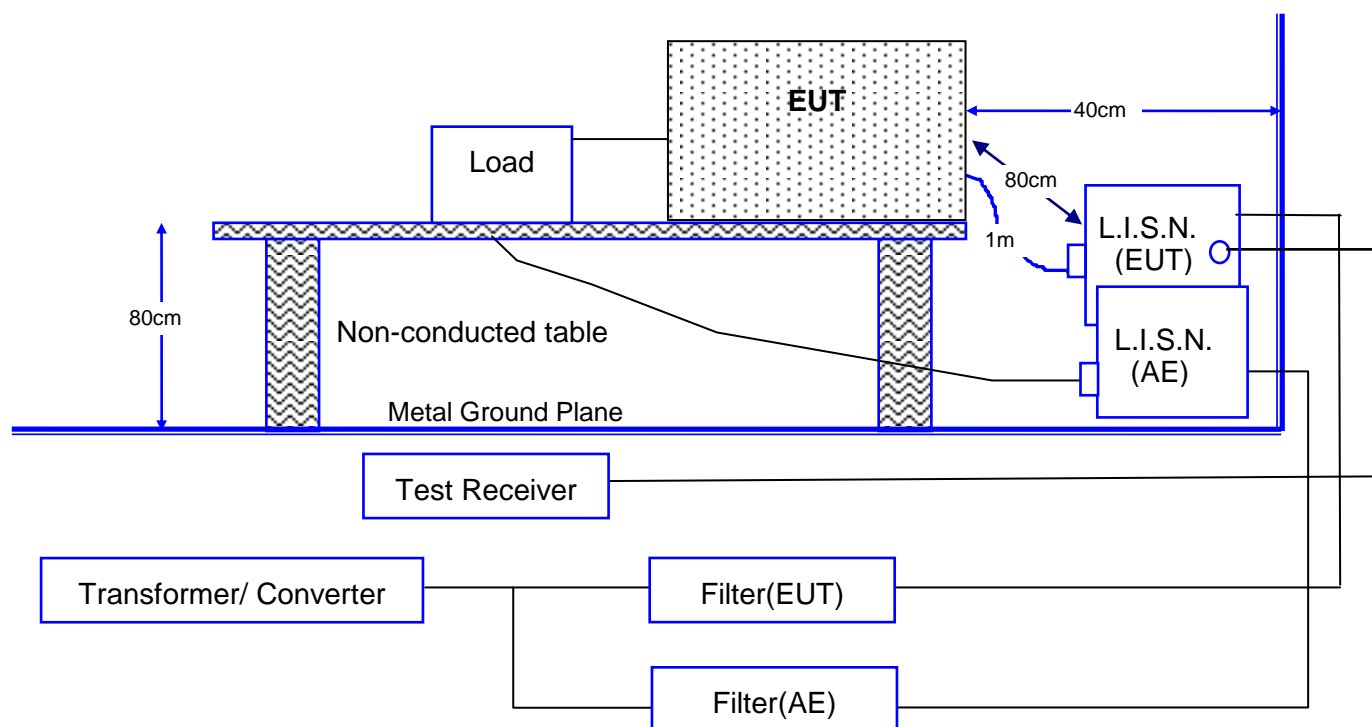 EUT
40cm
Load
80cm
L.I.S.N.
(EUT)
1m
80cm
Non-conducted table
L.I.S.N.
(AE)
Metal Ground Plane
Test Receiver
Transformer/ Converter
Filter(EUT)
Filter(AE)